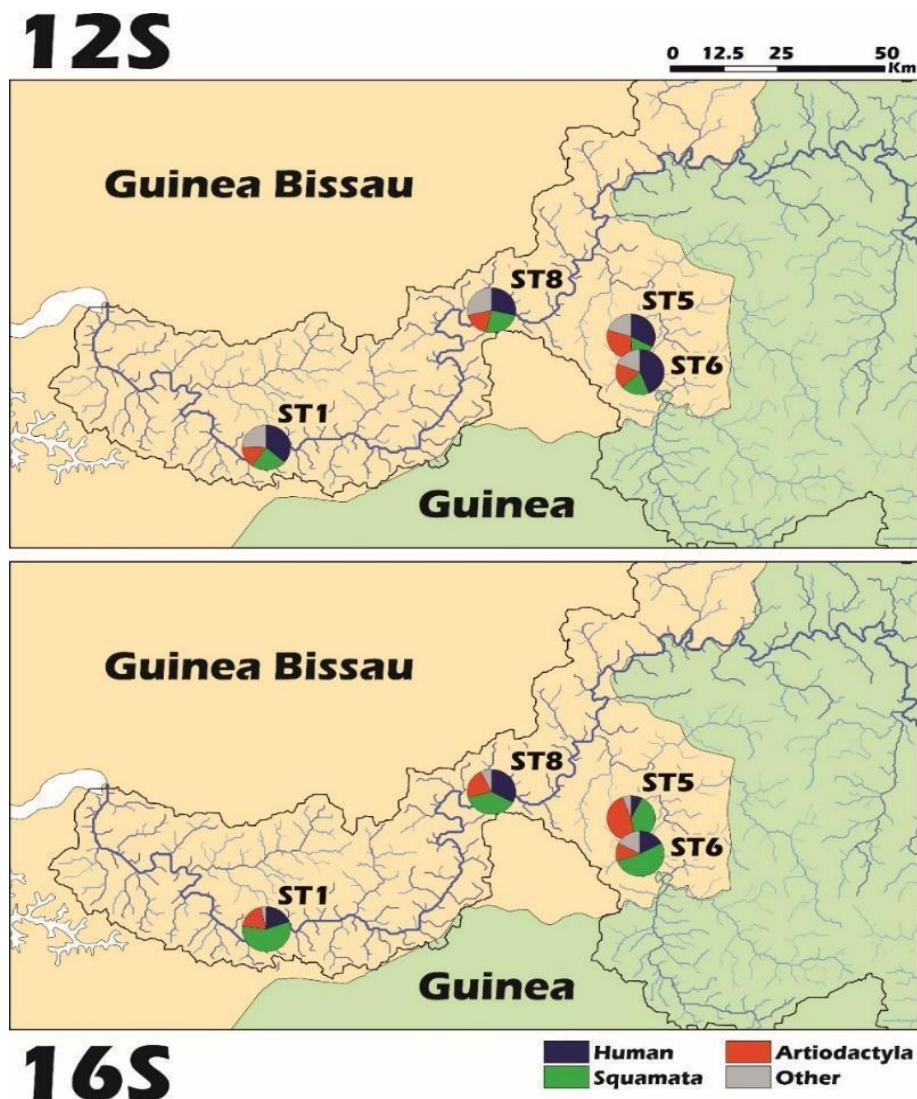 12S
0 12.5 25 50
Km
Guinea Bissau
ST8
ST5
ST6
ST1
Guinea
Guinea Bissau
ST8
ST5
ST6
ST1
Guinea
16S
Human
Artiodactyla
Squamata
Other